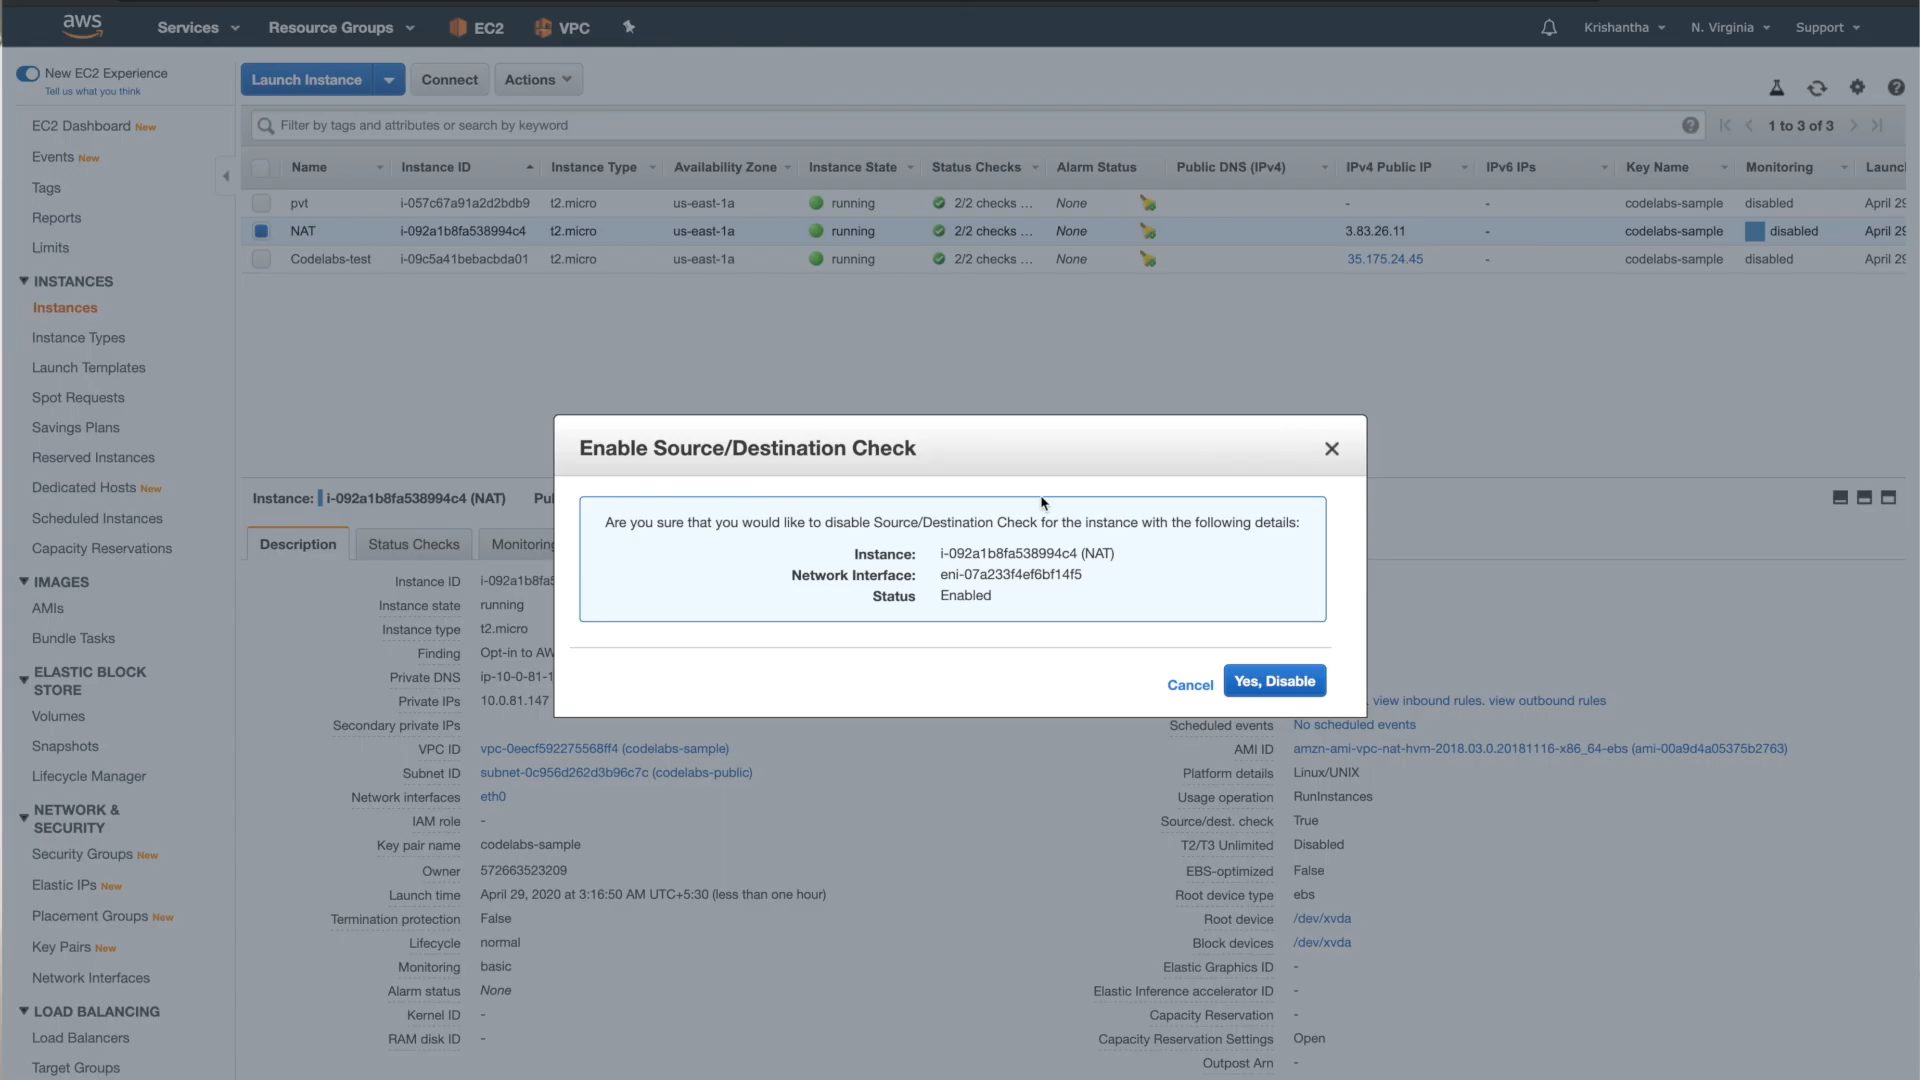 aws
Services
Resource Groups
EC2
VPC
Krishantha
N. Virginia
Support
New EC2 Experience
Tell us what you think
EC2 Dashboard New
Events New
Tags
Reports
Limits
INSTANCES
Instances
Instance Types
Launch Templates
Spot Requests
Savings Plans
Reserved Instances
Dedicated Hosts New
Scheduled Instances
Capacity Reservations
IMAGES
AMIs
Bundle Tasks
ELASTIC BLOCK
STORE
Volumes
Snapshots
Lifecycle Manager
NETWORK &
SECURITY
Security Groups New
Elastic IPs New
Placement Groups New
Key Pairs New
Network Interfaces
LOAD BALANCING
Load Balancers
Target Groups
Launch Instance
Connect
Actions
Filter by tags and attributes or search by keyword
1 to 3 of 3
Name Instance ID Instance Type Availability Zone Instance State Status Checks Alarm Status Public DNS (IPv4) IPv4 Public IP IPv6 IPs Key Name Monitoring Launc
pvt i-057c67a91a2d2bdb9 t2.micro us-east-1a running 2/2 checks ... None - - codelabs-sample disabled April 29
NAT i-092a1b8fa538994c4 t2.micro us-east-1a running 2/2 checks ... None 3.83.26.11 - codelabs-sample disabled April 29
Codelabs-test i-09c5a41bebacbda01 t2.micro us-east-1a running 2/2 checks ... None 35.175.24.45 - codelabs-sample disabled April 29
Enable Source/Destination Check
Are you sure that you would like to disable Source/Destination Check for the instance with the following details:
Instance: i-092a1b8fa538994c4 (NAT)
Network Interface: eni-07a233f4ef6bf14f5
Status Enabled
Cancel
Yes, Disable
Instance: i-092a1b8fa538994c4 (NAT) Pu
Description
Status Checks
Monitoring
Instance ID i-092a1b8fa5
Instance state running
Instance type t2.micro
Finding Opt-in to AW
Private DNS ip-10-0-81-1
Private IPs 10.0.81.147
Secondary private IPs
VPC ID vpc-0eecf592275568ff4 (codelabs-sample)
Subnet ID subnet-0c956d262d3b96c7c (codelabs-public)
Network interfaces eth0
IAM role -
Key pair name codelabs-sample
Owner 572663523209
Launch time April 29, 2020 at 3:16:50 AM UTC+5:30 (less than one hour)
Termination protection False
Lifecycle normal
Monitoring basic
Alarm status None
Kernel ID -
RAM disk ID -
. view inbound rules. view outbound rules
Scheduled events No scheduled events
AMI ID amzn-ami-vpc-nat-hvm-2018.03.0.20181116-x86_64-ebs (ami-00a9d4a05375b2763)
Platform details Linux/UNIX
Usage operation RunInstances
Source/dest. check True
T2/T3 Unlimited Disabled
EBS-optimized False
Root device type ebs
Root device /dev/xvda
Block devices /dev/xvda
Elastic Graphics ID -
Elastic Inference accelerator ID -
Capacity Reservation -
Capacity Reservation Settings Open
Outpost Arn -